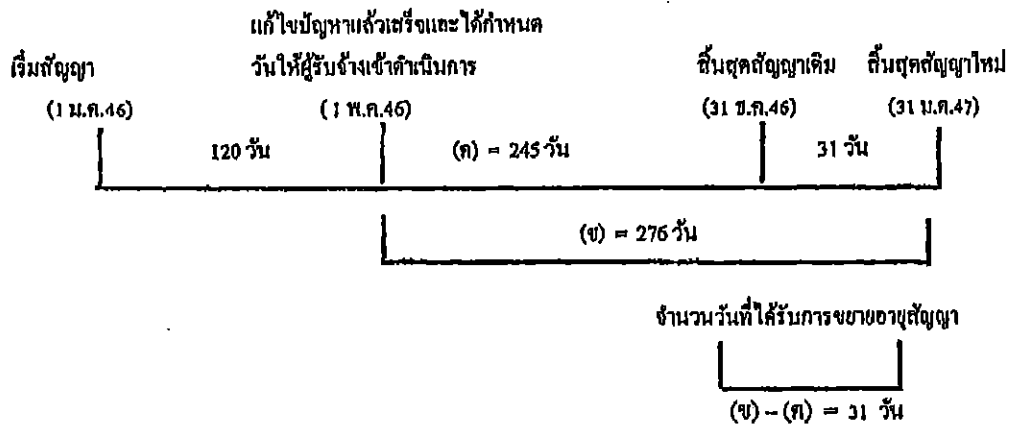 แก้ไขปัญหาแล้วเสร็จและได้กำหนด
เริ่มสัญญา วันให้ผู้รับจ้างเข้าดำเนินการ สิ้นสุดสัญญาเดิม สิ้นสุดสัญญาใหม่
(1 ม.ค.46) (1 พ.ค.46) (31 ธ.ค.46) (31 ม.ค.47)
120 วัน (ค) = 245 วัน 31 วัน
(ข) = 276 วัน
จำนวนวันที่ได้รับการขยายอายุสัญญา
(ข) – (ค) = 31 วัน